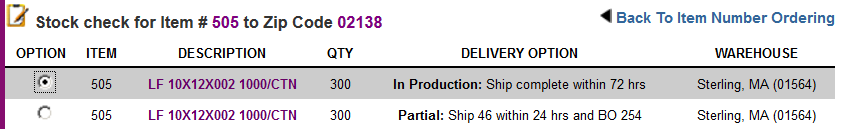 Stock check for Item # 505 to Zip Code 02138
Back To Item Number Ordering
OPTION ITEM DESCRIPTION QTY DELIVERY OPTION WAREHOUSE
505 LF 10X12X002 1000/CTN 300 In Production: Ship complete within 72 hrs Sterling, MA (01564)
505 LF 10X12X002 1000/CTN 300 Partial: Ship 46 within 24 hrs and BO 254 Sterling, MA (01564)